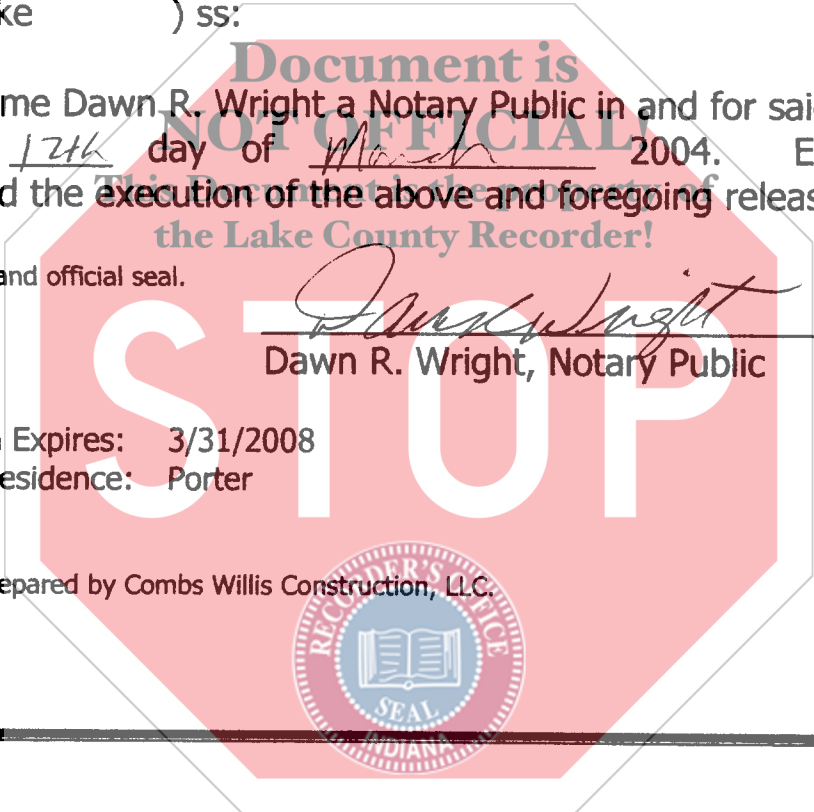 ke ) ss:
Document is
me Dawn R. Wright a Notary Public in and for sai
NOT OFFICIAL
12th day of March 2004. E
This Document is the property of
d the execution of the above and foregoing releas
the Lake County Recorder!
and official seal.
Dawn R Wright
Dawn R. Wright, Notary Public
STOP
Expires: 3/31/2008
esidence: Porter
epared by Combs Willis Construction, LLC.
RECORDER'S OFFICE
SEAL
INDIANA